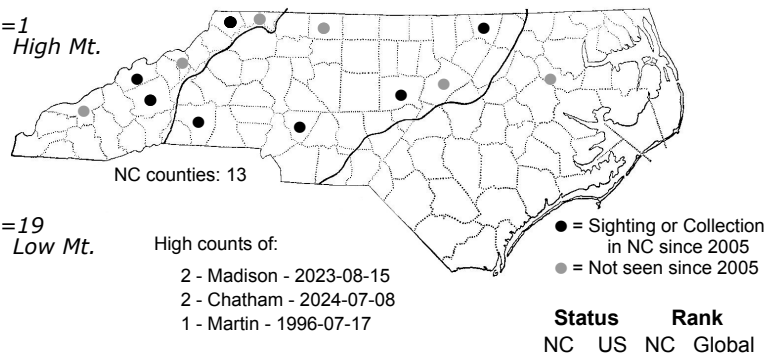 =1
High Mt.
NC counties: 13
=19
Low Mt.
High counts of:
2 - Madison - 2023-08-15
2 - Chatham - 2024-07-08
1 - Martin - 1996-07-17
● = Sighting or Collection
in NC since 2005
● = Not seen since 2005
Status Rank
NC US NC Global